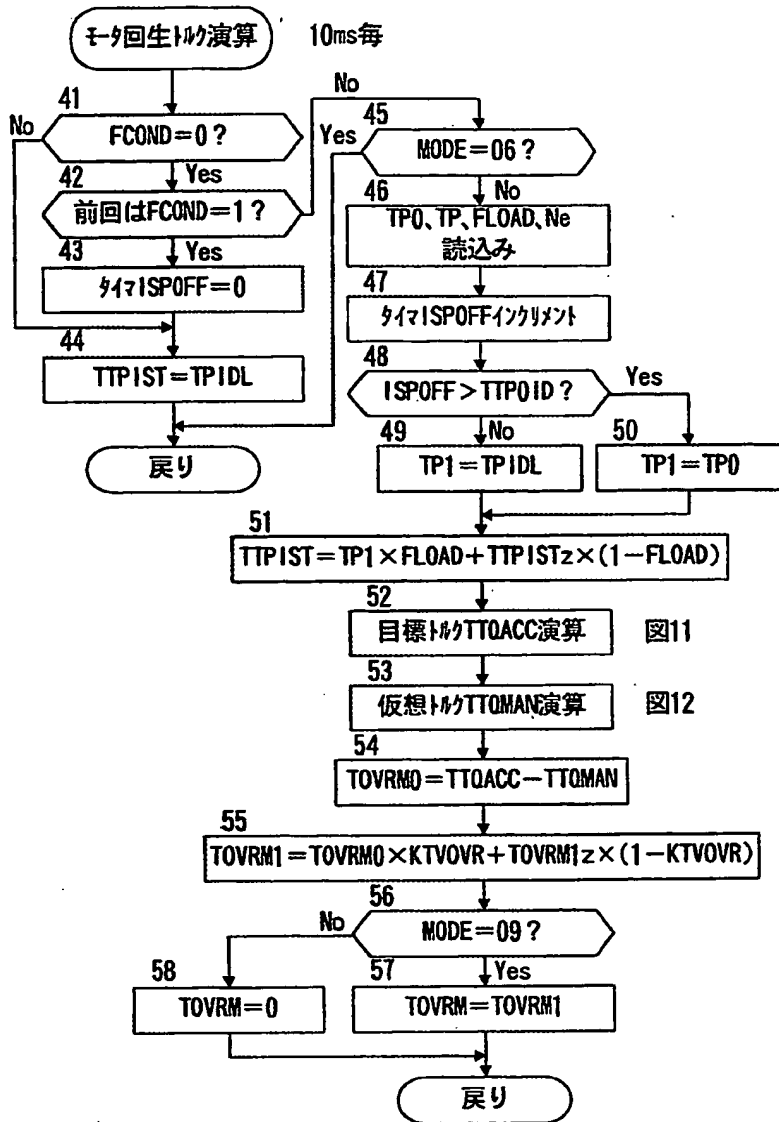 モータ回生トルク演算
10ms毎
41
FCOND=0?
No
Yes
42
前回はFCOND=1?
No
Yes
43
タイマISPOFF=0
44
TTPIST=TPIDL
戻り
45
MODE=06?
Yes
No
46
TP0、TP、FLOAD、Ne
読込み
47
タイマISPOFFインクリメント
48
ISPOFF>TTPOID?
Yes
No
49
TP1=TPIDL
50
TP1=TP0
51
TTPIST=TP1×FLOAD+TTPISTz×(1-FLOAD)
52
目標トルクTTQACC演算
図11
53
仮想トルクTTQMAN演算
図12
54
TOVRM0=TTQACC-TTQMAN
55
TOVRM1=TOVRM0×KTVOVR+TOVRM1z×(1-KTVOVR)
56
MODE=09?
No
Yes
58
TOVRM=0
57
TOVRM=TOVRM1
戻り